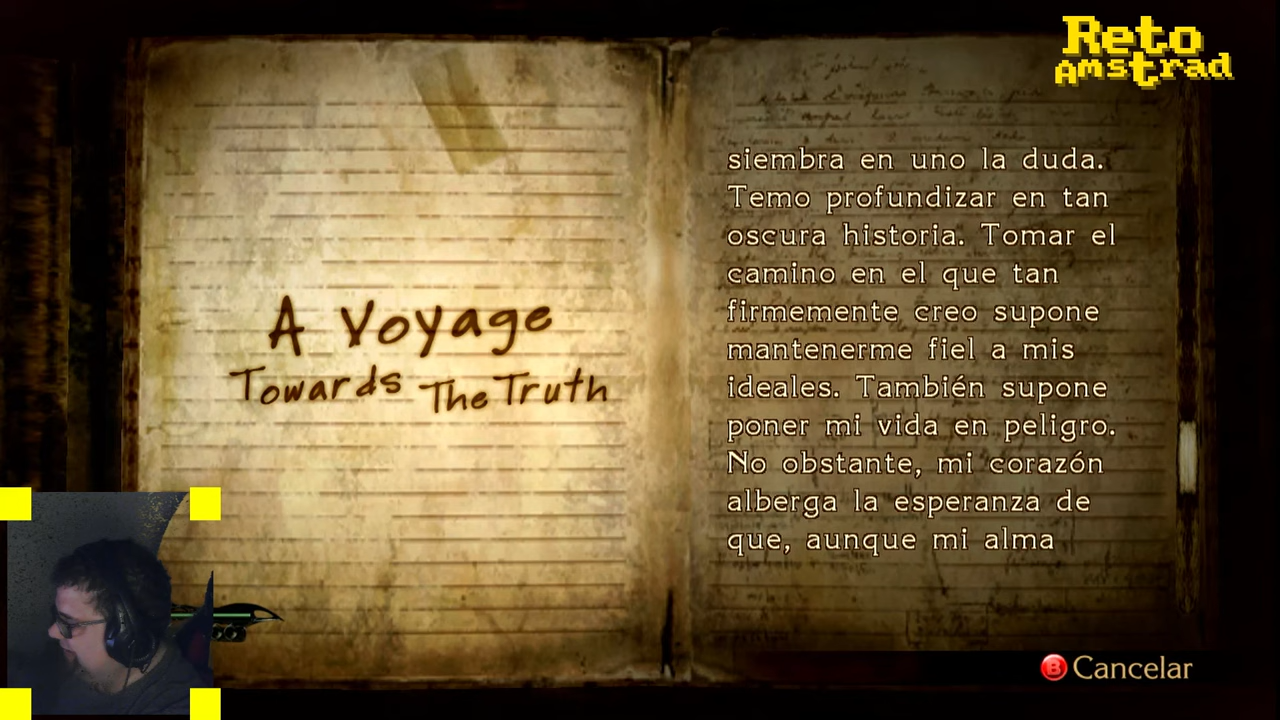 Reto
Amstrad
A Voyage
Towards The Truth
siembra en uno la duda.
Temo profundizar en tan
oscura historia. Tomar el
camino en el que tan
firmemente creo supone
mantenerme fiel a mis
ideales. También supone
poner mi vida en peligro.
No obstante, mi corazón
alberga la esperanza de
que, aunque mi alma
B Cancelar